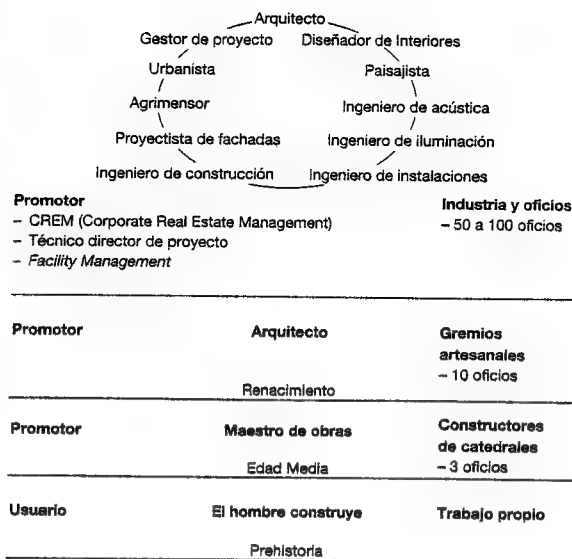 Arquitecto
Gestor de proyecto Diseñador de Interiores
Urbanista Paisajista
Agrimensor Ingeniero de acústica
Proyectista de fachadas Ingeniero de iluminación
Ingeniero de construcción Ingeniero de instalaciones
Promotor Industria y oficios
– CREM (Corporate Real Estate Management) – 50 a 100 oficios
– Técnico director de proyecto
– Facility Management
Promotor Arquitecto Gremios
artesanales
– 10 oficios
Renacimiento
Promotor Maestro de obras Constructores
de catedrales
Edad Media – 3 oficios
Usuario El hombre construye Trabajo propio
Prehistoria